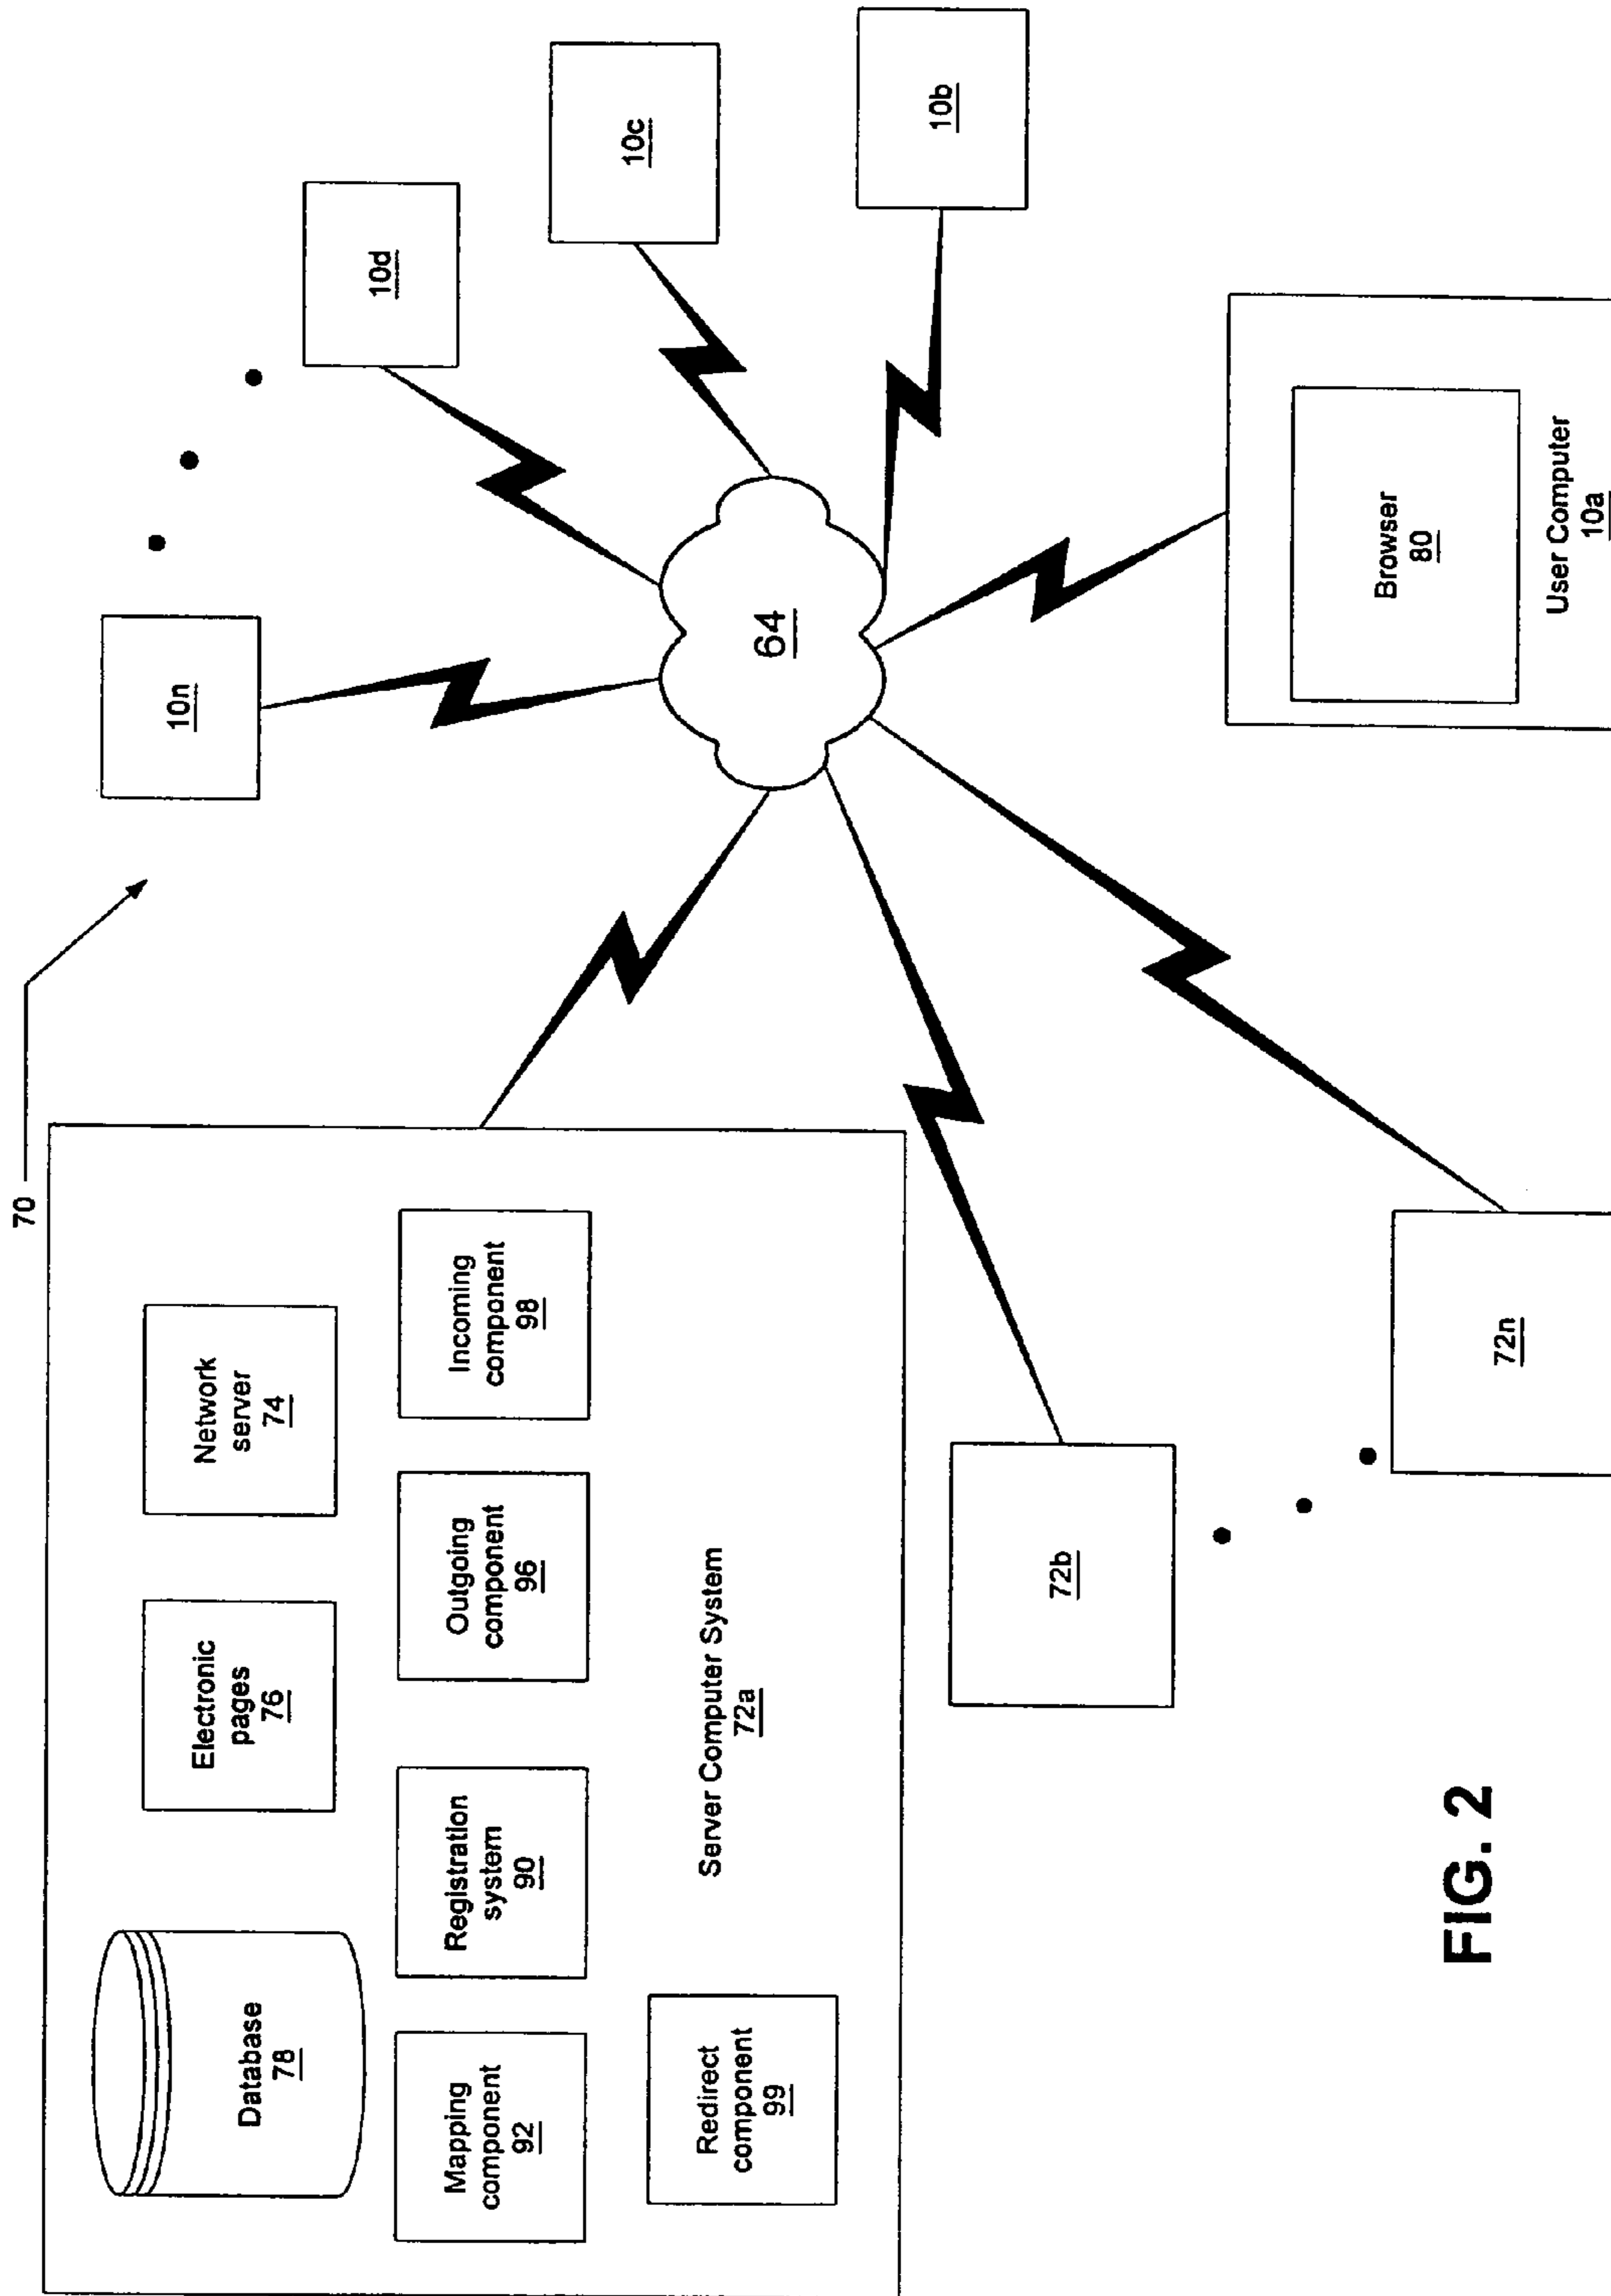 70
Database
78
Electronic
pages
76
Network
server
74
Mapping
component
92
Registration
system
90
Outgoing
component
96
Incoming
component
98
Redirect
component
99
Server Computer System
72a
72b
72n
10n
10d
10c
10b
64
Browser
80
User Computer
10a
FIG. 2